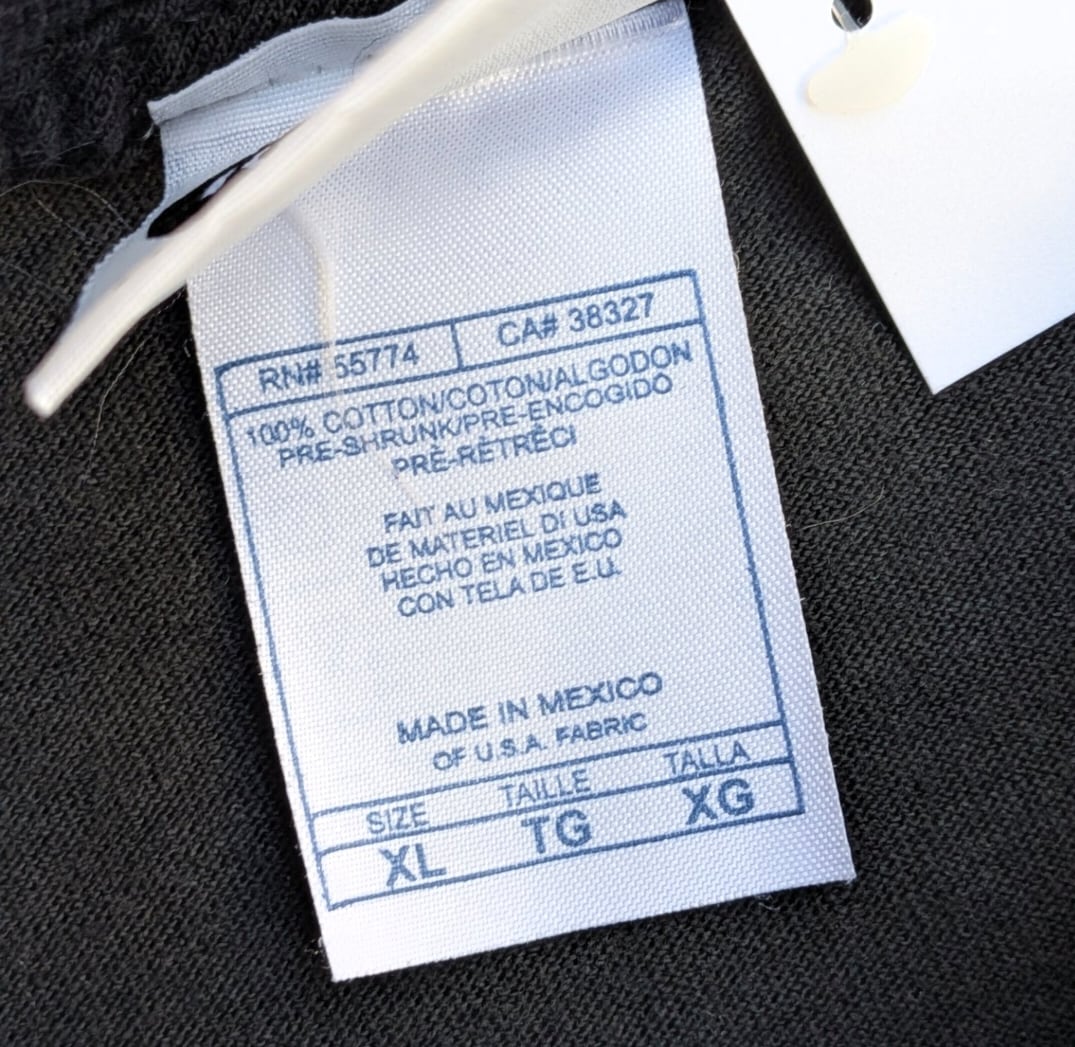 RN# 55774 CA# 38327
100% COTTON/COTON/ALGODON
PRE-SHRUNK/PRE-ENCOGIDO
PRÉ-RÉTRÉCI
FAIT AU MEXIQUE
DE MATERIEL DI USA
HECHO EN MEXICO
CON TELA DE E.U.
MADE IN MEXICO
OF U.S.A. FABRIC
SIZE TAILLE TALLA
XL TG XG